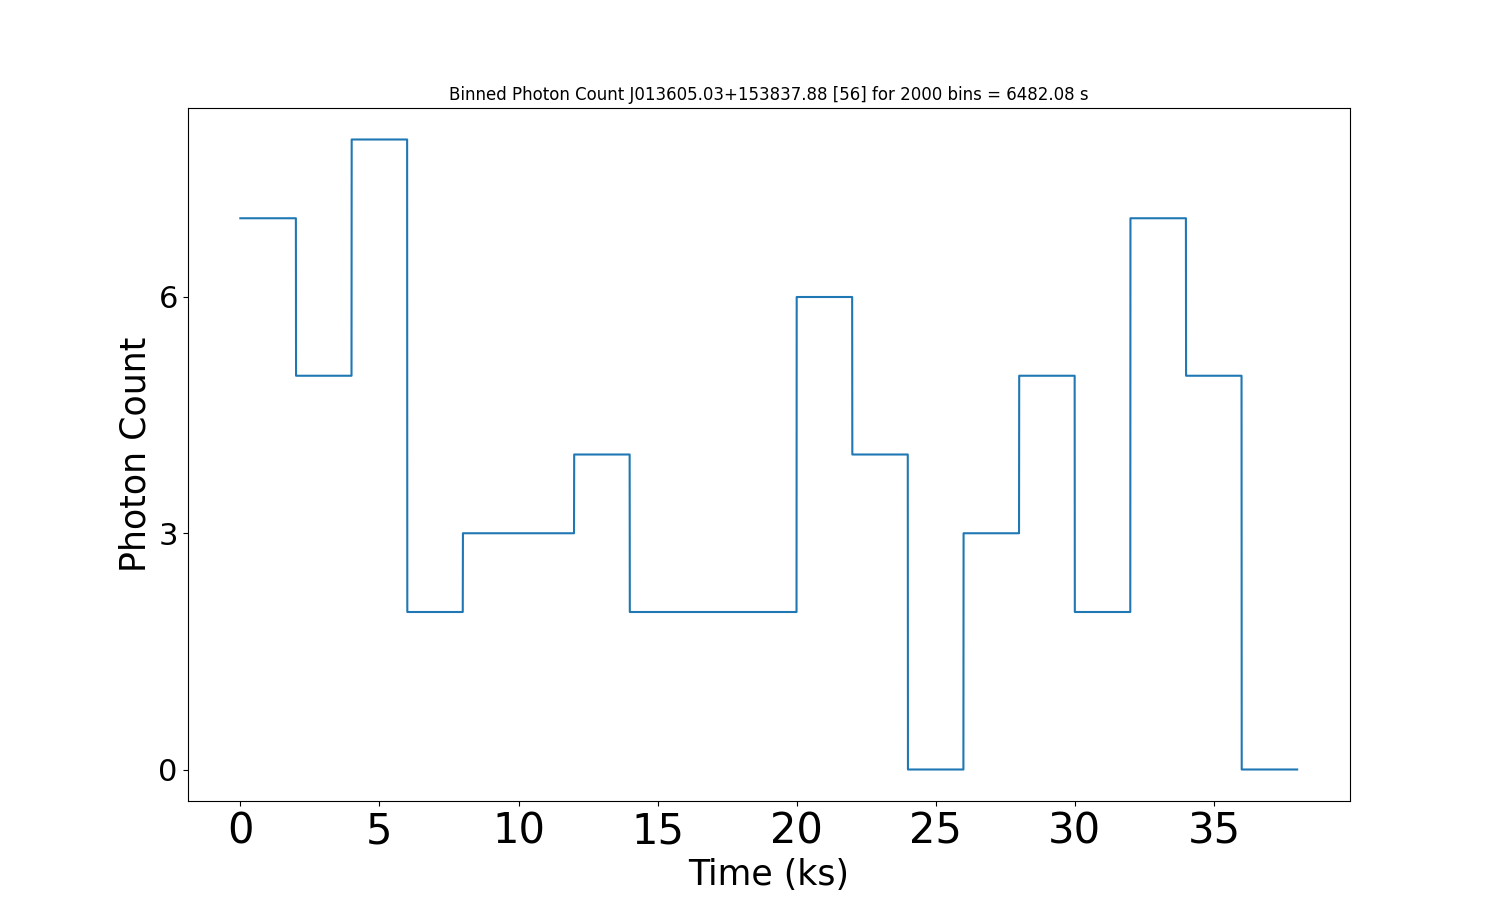 Binned Photon Count J013605.03+153837.88 [56] for 2000 bins = 6482.08 s
Photon Count
6
3
0
0 5 10 15 20 25 30 35
Time (ks)